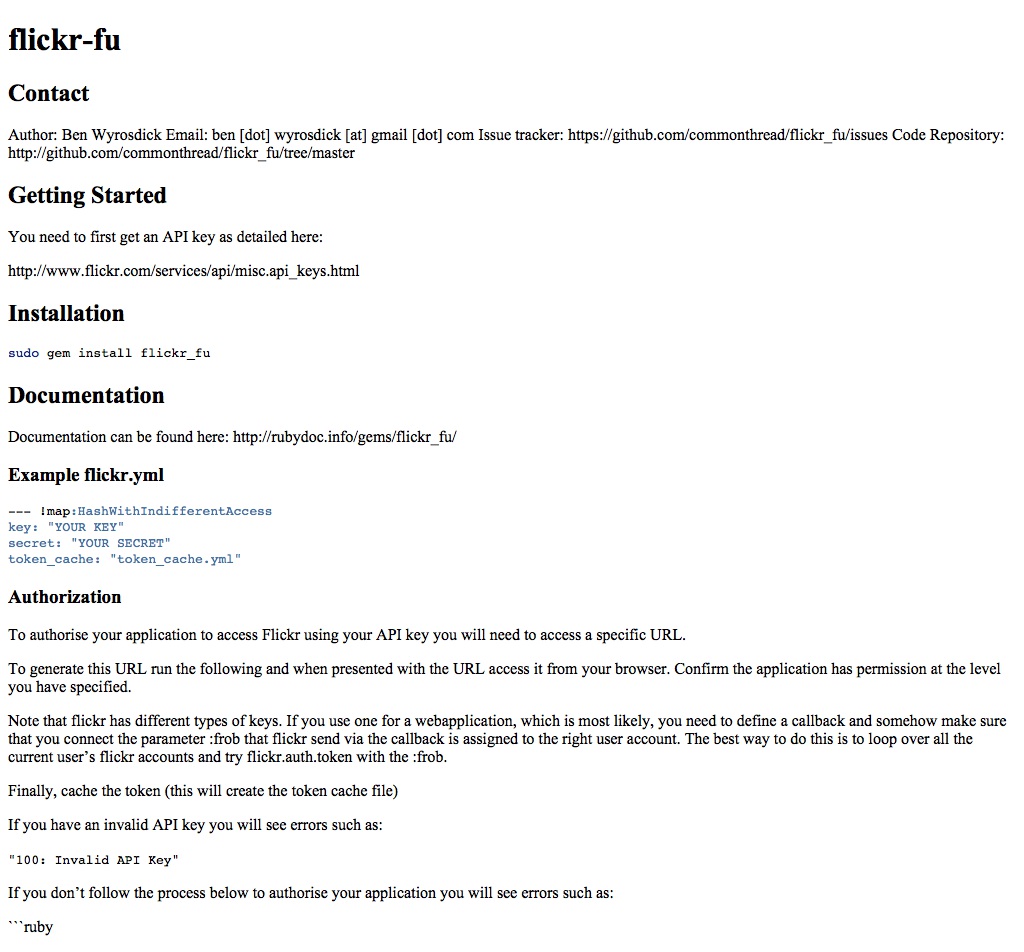 flickr-fu
Contact
Author: Ben Wyrosdick Email: ben [dot] wyrosdick [at] gmail [dot] com Issue tracker: https://github.com/commonthread/flickr_fu/issues Code Repository:
http://github.com/commonthread/flickr_fu/tree/master
Getting Started
You need to first get an API key as detailed here:
http://www.flickr.com/services/api/misc.api_keys.html
Installation
sudo gem install flickr_fu
Documentation
Documentation can be found here: http://rubydoc.info/gems/flickr_fu/
Example flickr.yml
--- !map:HashWithIndifferentAccess
key: "YOUR KEY"
secret: "YOUR SECRET"
token_cache: "token_cache.yml"
Authorization
To authorise your application to access Flickr using your API key you will need to access a specific URL.
To generate this URL run the following and when presented with the URL access it from your browser. Confirm the application has permission at the level
you have specified.
Note that flickr has different types of keys. If you use one for a webapplication, which is most likely, you need to define a callback and somehow make sure
that you connect the parameter :frob that flickr send via the callback is assigned to the right user account. The best way to do this is to loop over all the
current user’s flickr accounts and try flickr.auth.token with the :frob.
Finally, cache the token (this will create the token cache file)
If you have an invalid API key you will see errors such as:
"100: Invalid API Key"
If you don’t follow the process below to authorise your application you will see errors such as:
```ruby